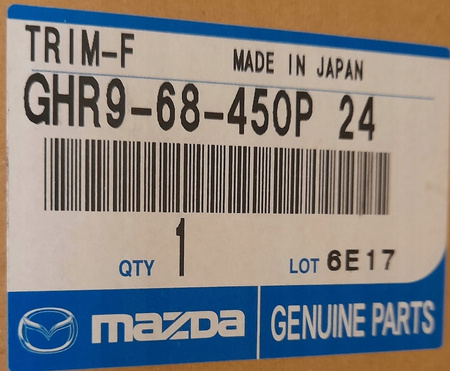 TRIM-F MADE IN JAPAN
GHR9-68-450P 24
QTY 1 LOT 6E17
mazda GENUINE PARTS